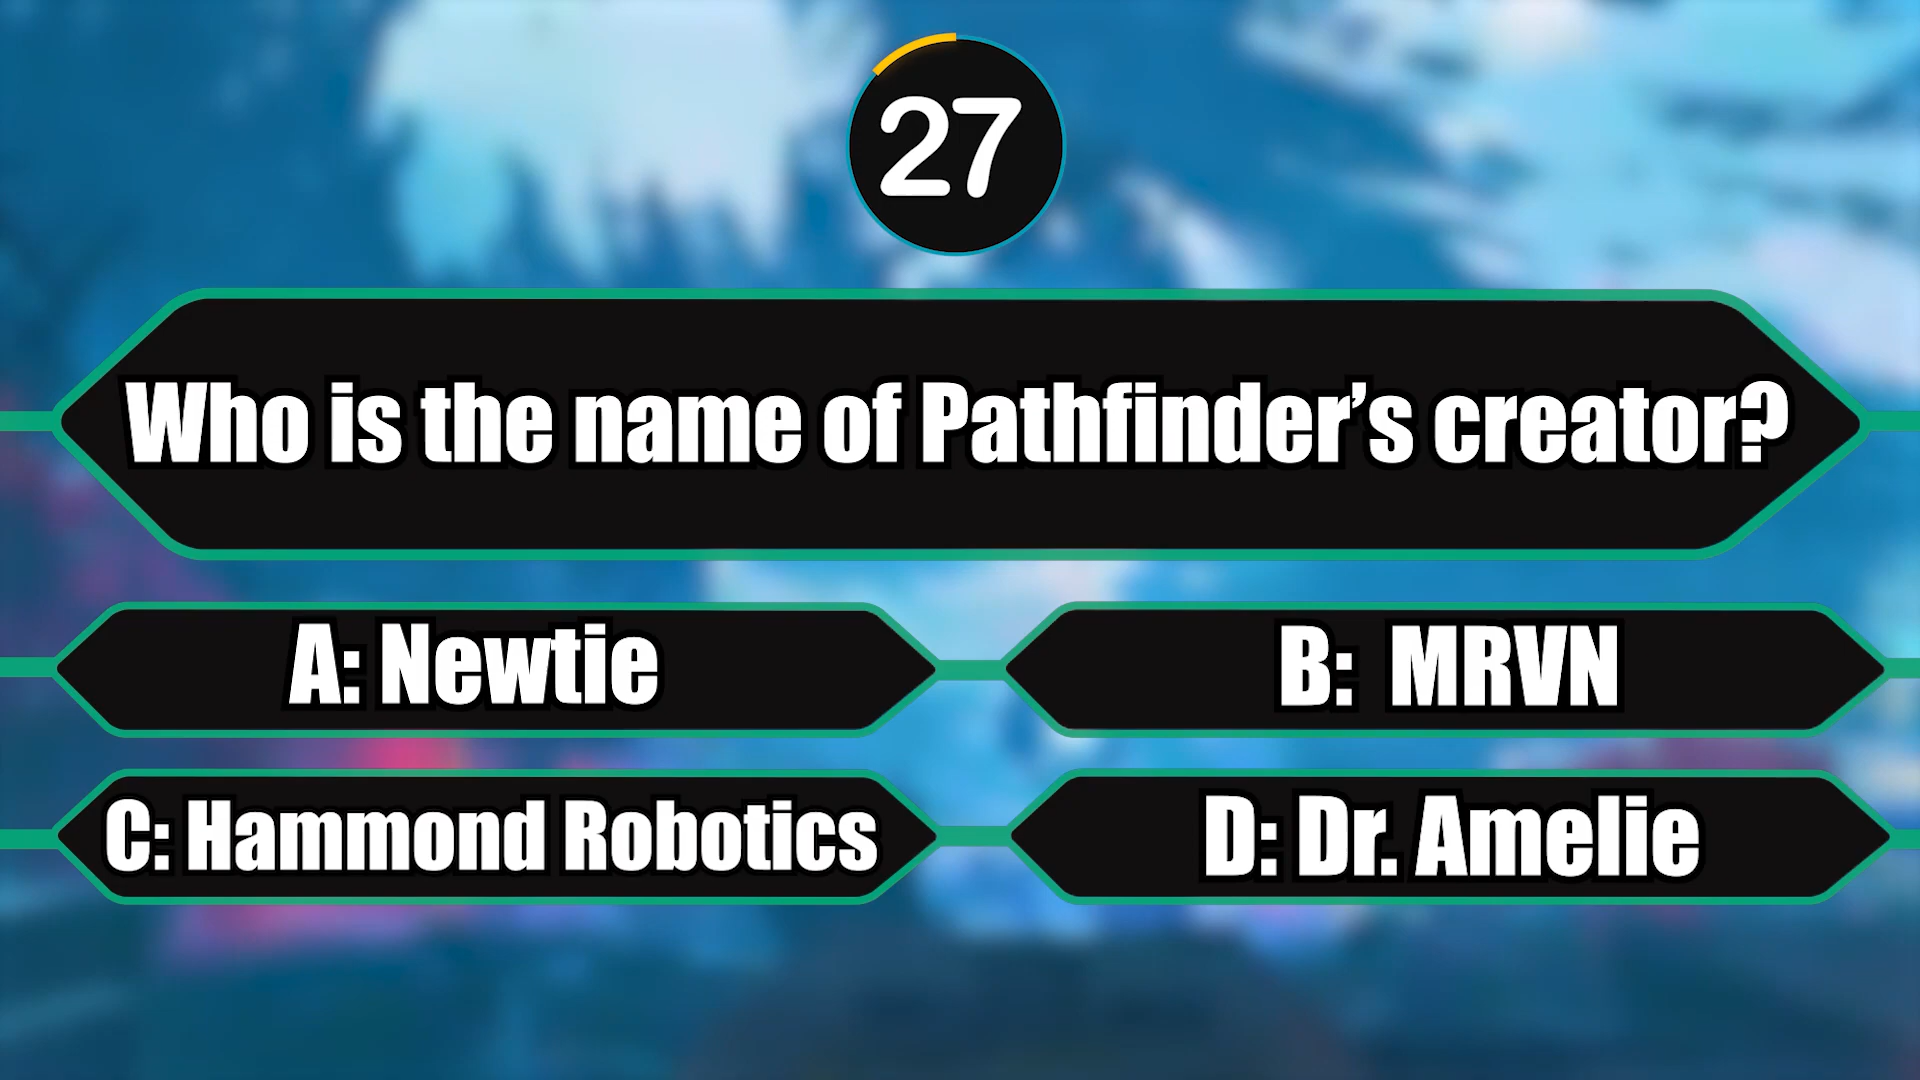 27
Who is the name of Pathfinder’s creator?
A: Newtie
B: MRVN
C: Hammond Robotics
D: Dr. Amelie